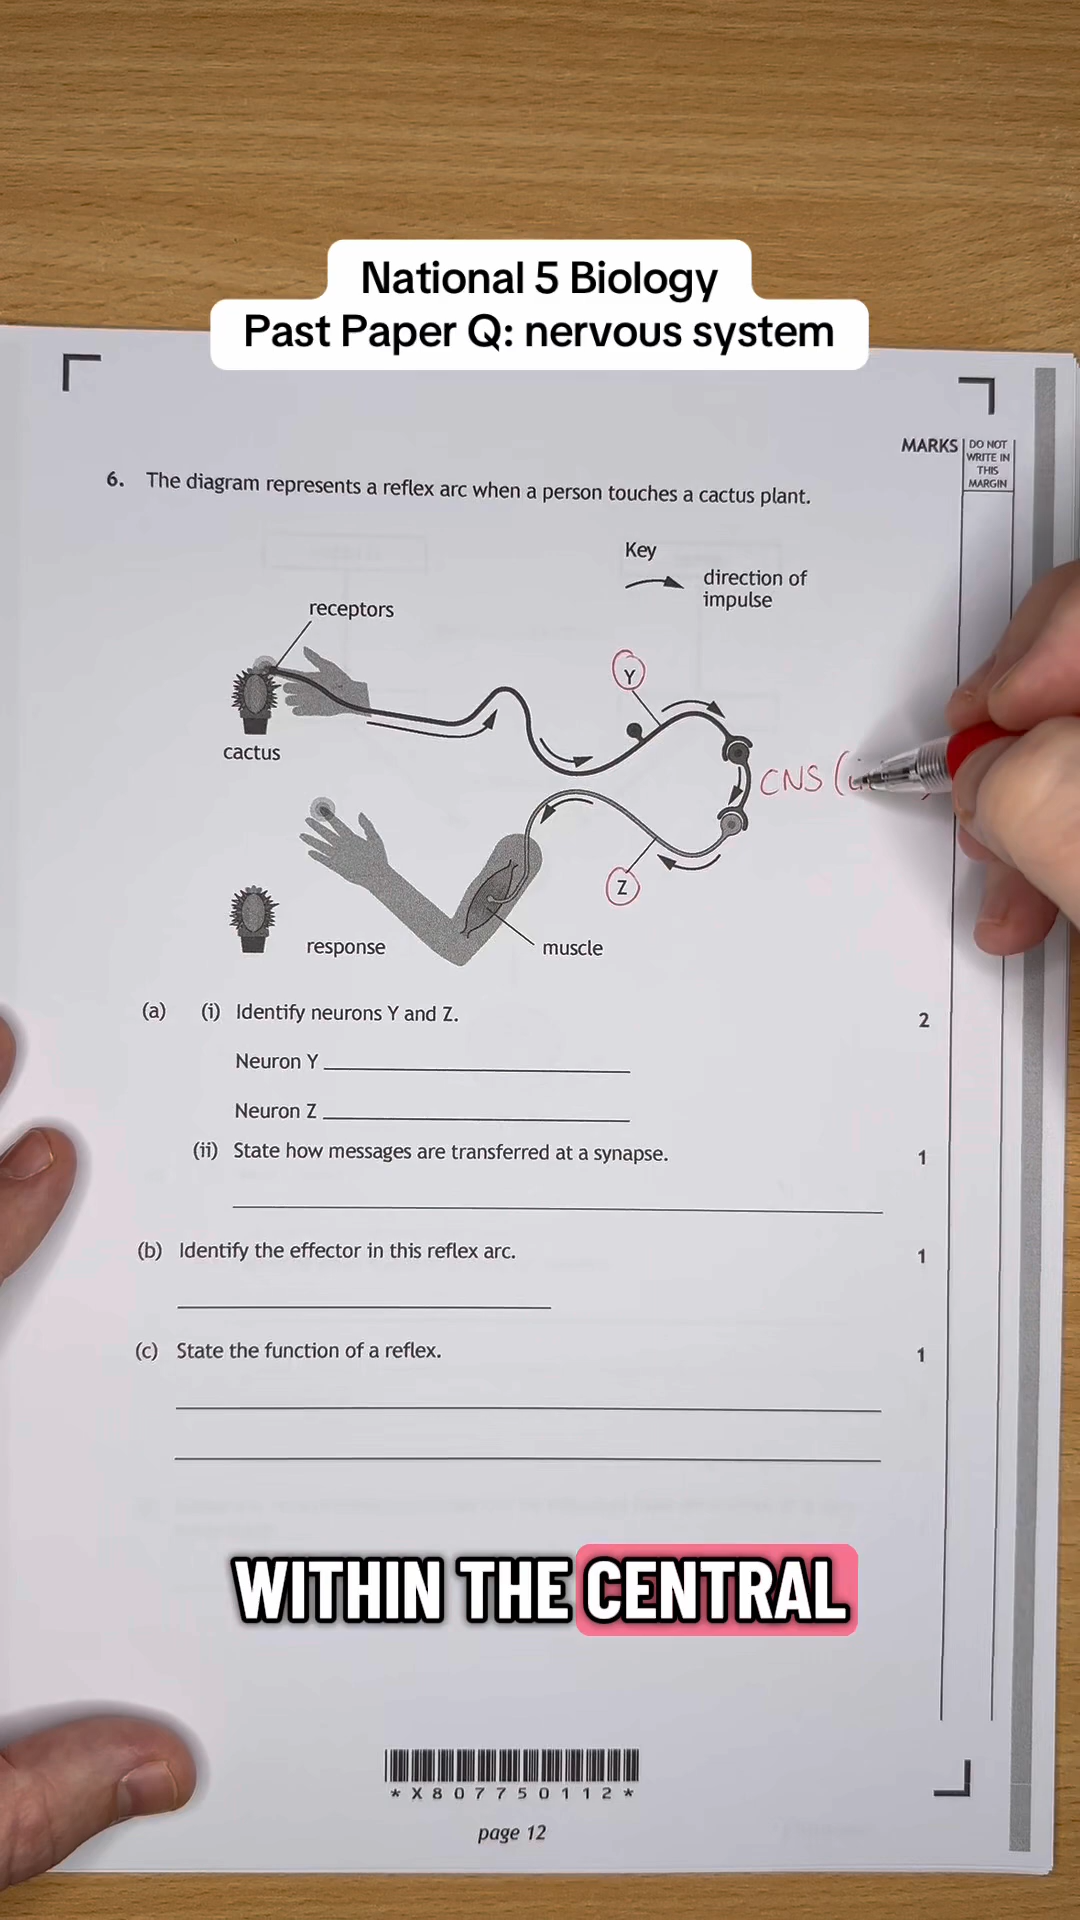 National 5 Biology
Past Paper Q: nervous system
MARKS
DO NOT
WRITE IN
THIS
MARGIN
6. The diagram represents a reflex arc when a person touches a cactus plant.
Key
direction of
impulse
receptors
Y
cactus
CNS (
Z
response
muscle
(a) (i) Identify neurons Y and Z. 2
Neuron Y
Neuron Z
(ii) State how messages are transferred at a synapse. 1
(b) Identify the effector in this reflex arc. 1
(c) State the function of a reflex. 1
WITHIN THE CENTRAL
* X 8 0 7 7 5 0 1 1 2 *
page 12